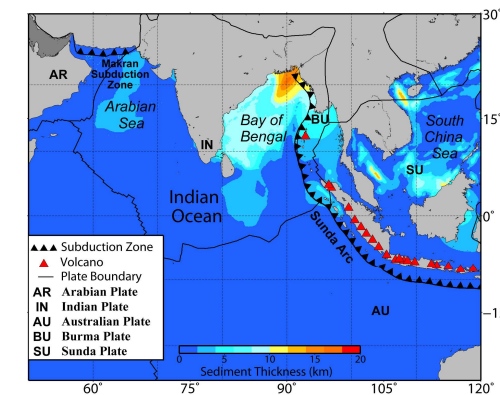 30°
Makran
Subduction
Zone
AR
Arabian
Sea
Bay of
Bengal
BU
15°
South
China
Sea
IN
SU
Indian
Ocean
0°
Sunda Arc
Subduction Zone
Volcano
Plate Boundary
AR Arabian Plate
IN Indian Plate
AU Australian Plate
BU Burma Plate
SU Sunda Plate
AU
−1
0 5 10 15 20
Sediment Thickness (km)
60° 75° 90° 105° 120°